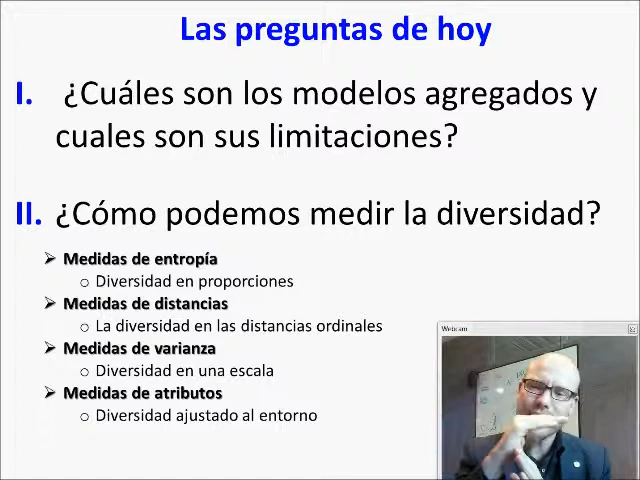 Las preguntas de hoy
I. ¿Cuáles son los modelos agregados y
cuales son sus limitaciones?
II. ¿Cómo podemos medir la diversidad?
Medidas de entropía
Diversidad en proporciones
Medidas de distancias
La diversidad en las distancias ordinales
Medidas de varianza
Diversidad en una escala
Medidas de atributos
Diversidad ajustado al entorno
Webcam